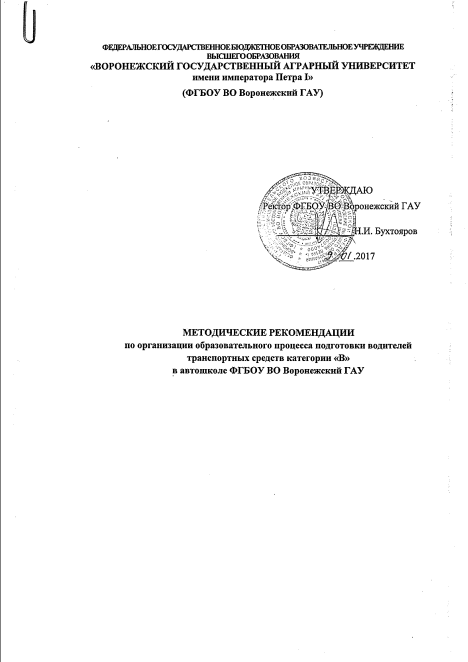 ФЕДЕРАЛЬНОЕ ГОСУДАРСТВЕННОЕ БЮДЖЕТНОЕ ОБРАЗОВАТЕЛЬНОЕ УЧРЕЖДЕНИЕ
ВЫСШЕГО ОБРАЗОВАНИЯ
«ВОРОНЕЖСКИЙ ГОСУДАРСТВЕННЫЙ АГРАРНЫЙ УНИВЕРСИТЕТ
имени императора Петра I»
(ФГБОУ ВО Воронежский ГАУ)
УТВЕРЖДАЮ
Ректор ФГБОУ ВО Воронежский ГАУ
Н.И. Бухтояров
9. 01.2017
МЕТОДИЧЕСКИЕ РЕКОМЕНДАЦИИ
по организации образовательного процесса подготовки водителей
транспортных средств категории «В»
в автошколе ФГБОУ ВО Воронежский ГАУ